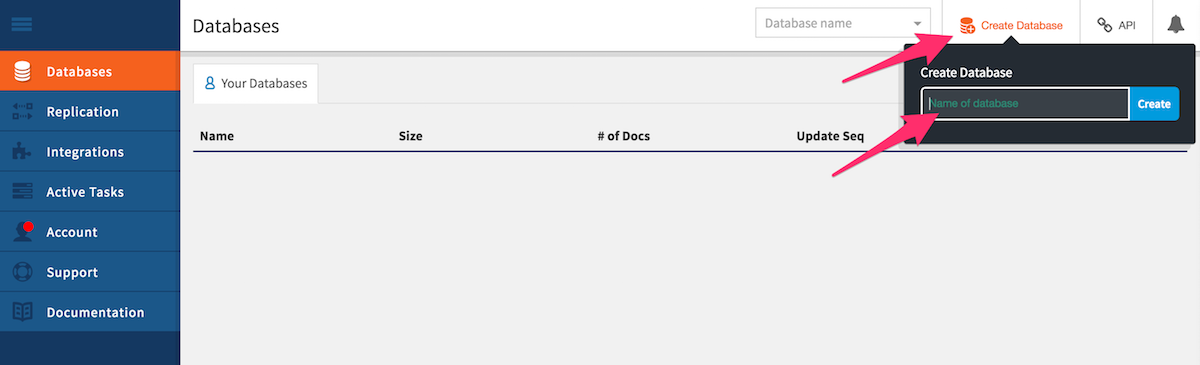 Databases
Database name
Create Database
API
Databases
Replication
Integrations
Active Tasks
Account
Support
Documentation
Your Databases
Name Size # of Docs Update Seq
Create Database
Name of database
Create